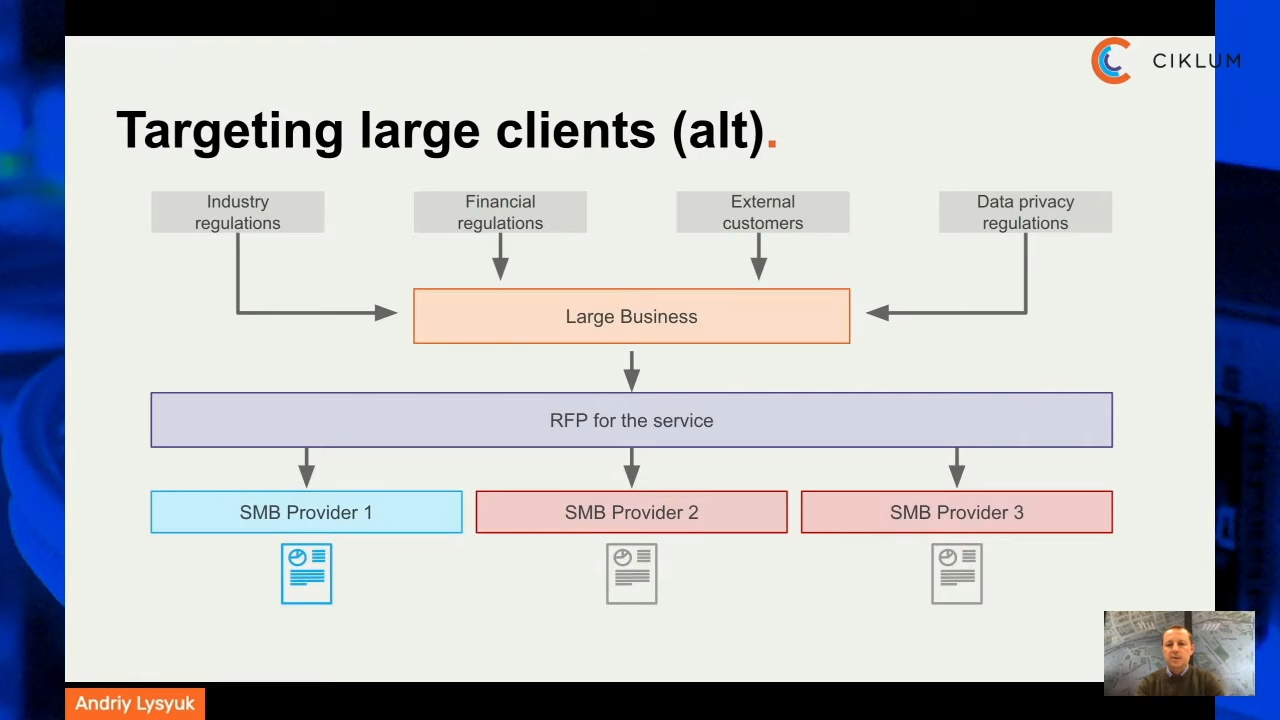 CIKLUM
Targeting large clients (alt).
Industry
regulations
Financial
regulations
External
customers
Data privacy
regulations
Large Business
RFP for the service
SMB Provider 1
SMB Provider 2
SMB Provider 3
Andriy Lysyuk